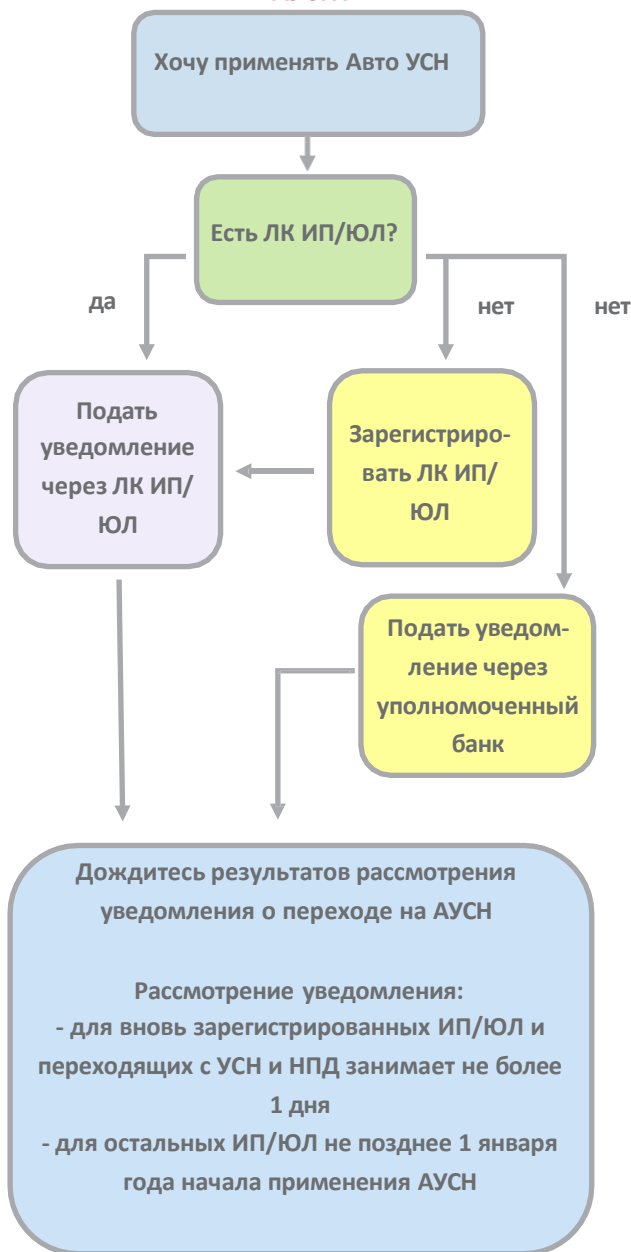 Хочу применять Авто УСН
Есть ЛК ИП/ЮЛ?
да
нет
нет
Подать
уведомление
через ЛК ИП/
ЮЛ
Зарегистриро-
вать ЛК ИП/
ЮЛ
Подать уведом-
ление через
уполномоченный
банк
Дождитесь результатов рассмотрения
уведомления о переходе на АУСН
Рассмотрение уведомления:
- для вновь зарегистрированных ИП/ЮЛ и
переходящих с УСН и НПД занимает не более
1 дня
- для остальных ИП/ЮЛ не позднее 1 января
года начала применения АУСН